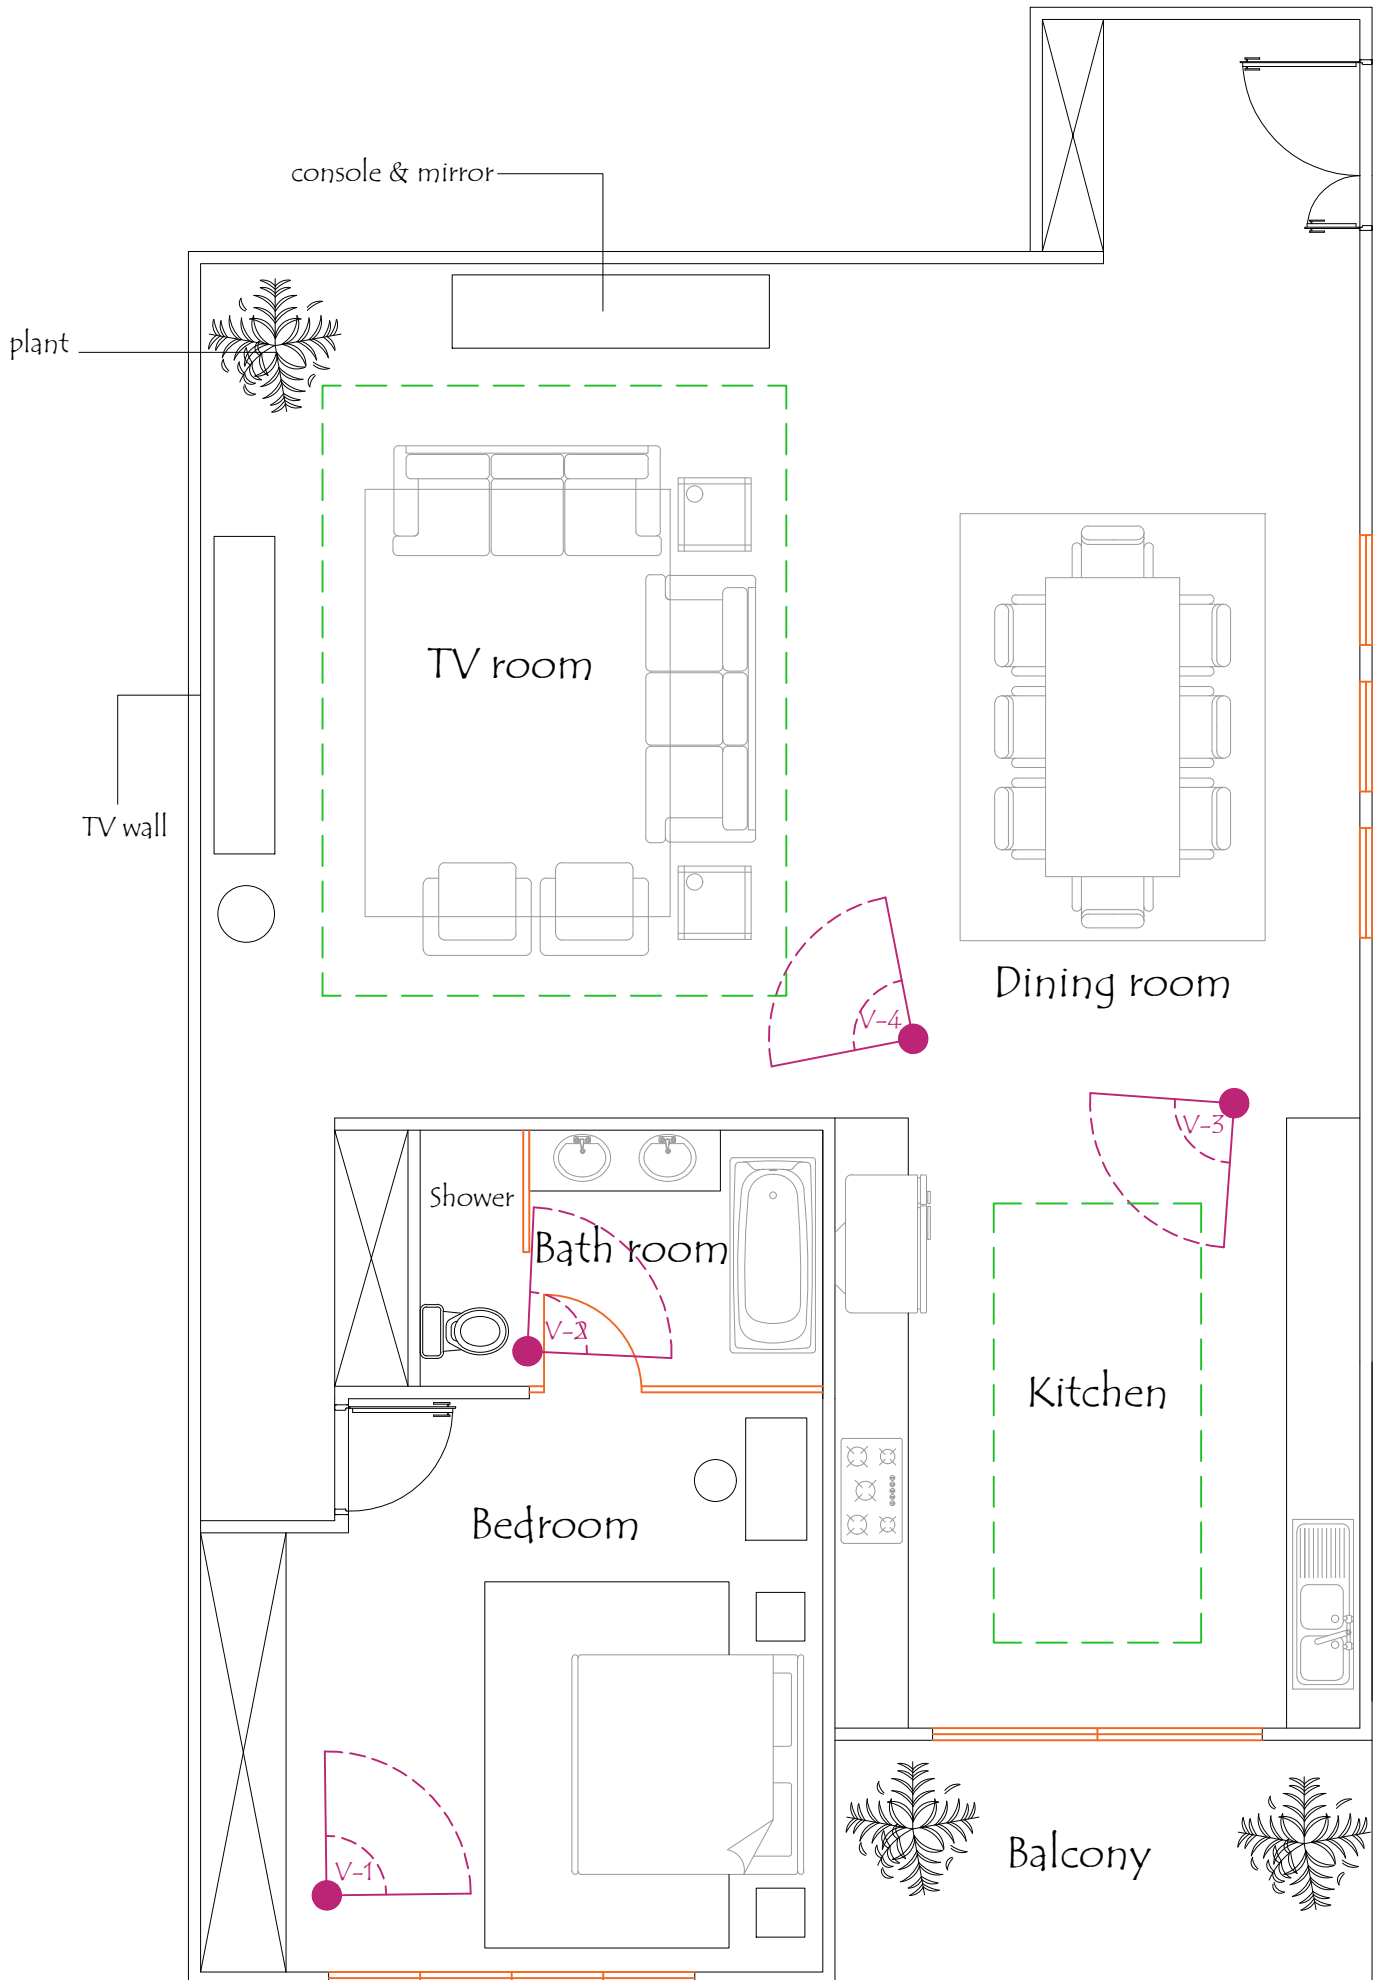 console & mirror
plant
TV room
TV wall
Dining room
V-4
V-3
Shower
Bath room
V-2
Kitchen
Bedroom
Balcony
V-1